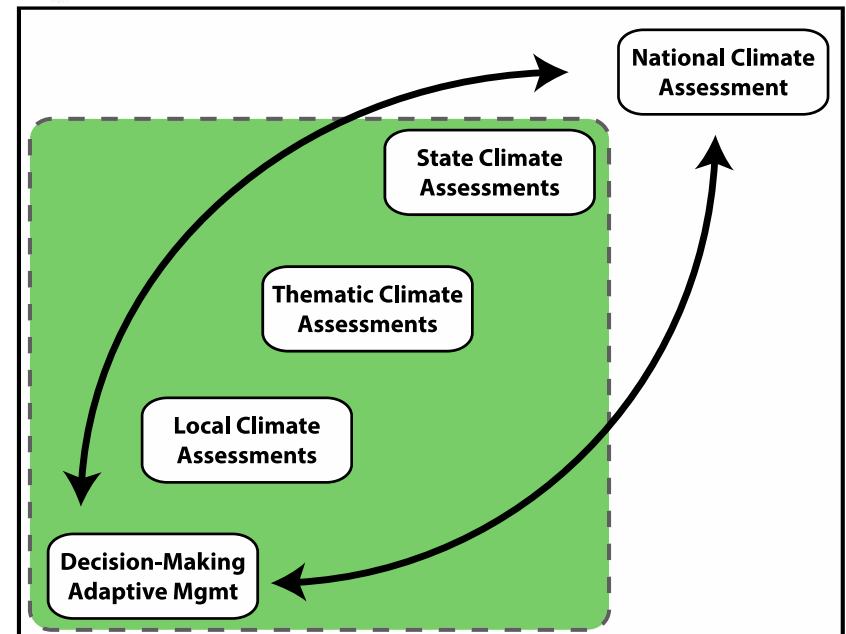 National Climate
Assessment
State Climate
Assessments
Thematic Climate
Assessments
Local Climate
Assessments
Decision-Making
Adaptive Mgmt